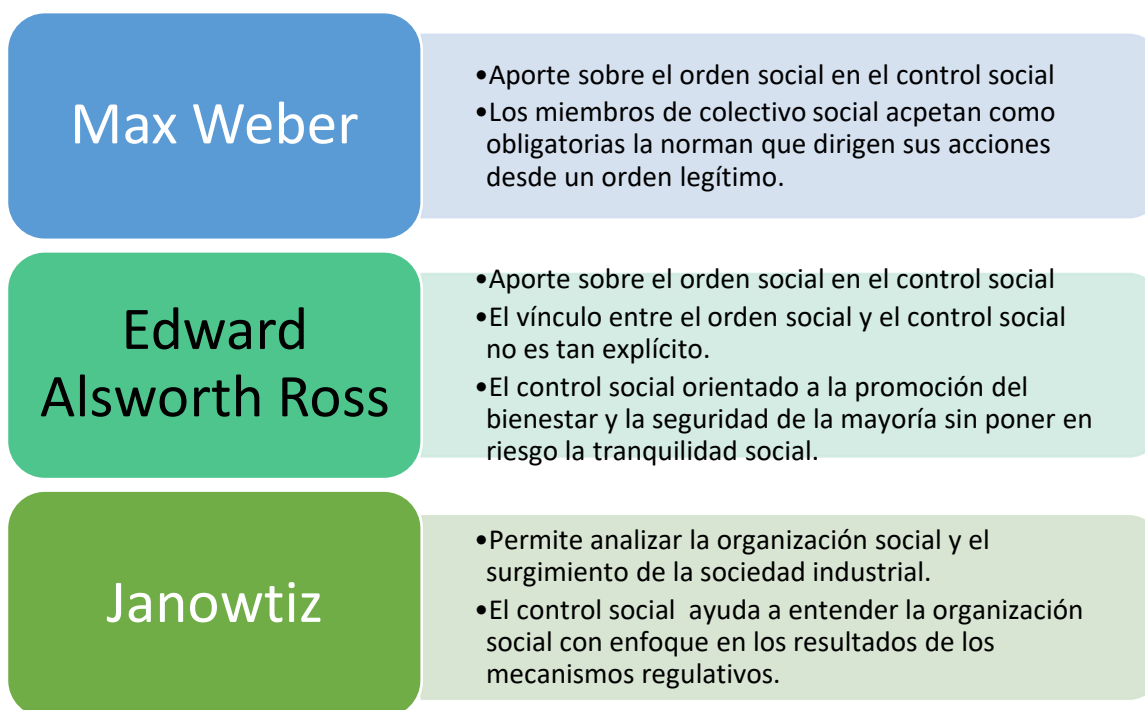 Max Weber
•Aporte sobre el orden social en el control social
•Los miembros de colectivo social acpetan como
obligatorias la norman que dirigen sus acciones
desde un orden legítimo.
Edward
Alsworth Ross
•Aporte sobre el orden social en el control social
•El vínculo entre el orden social y el control social
no es tan explícito.
•El control social orientado a la promoción del
bienestar y la seguridad de la mayoría sin poner en
riesgo la tranquilidad social.
Janowtiz
•Permite analizar la organización social y el
surgimiento de la sociedad industrial.
•El control social  ayuda a entender la organización
social con enfoque en los resultados de los
mecanismos regulativos.